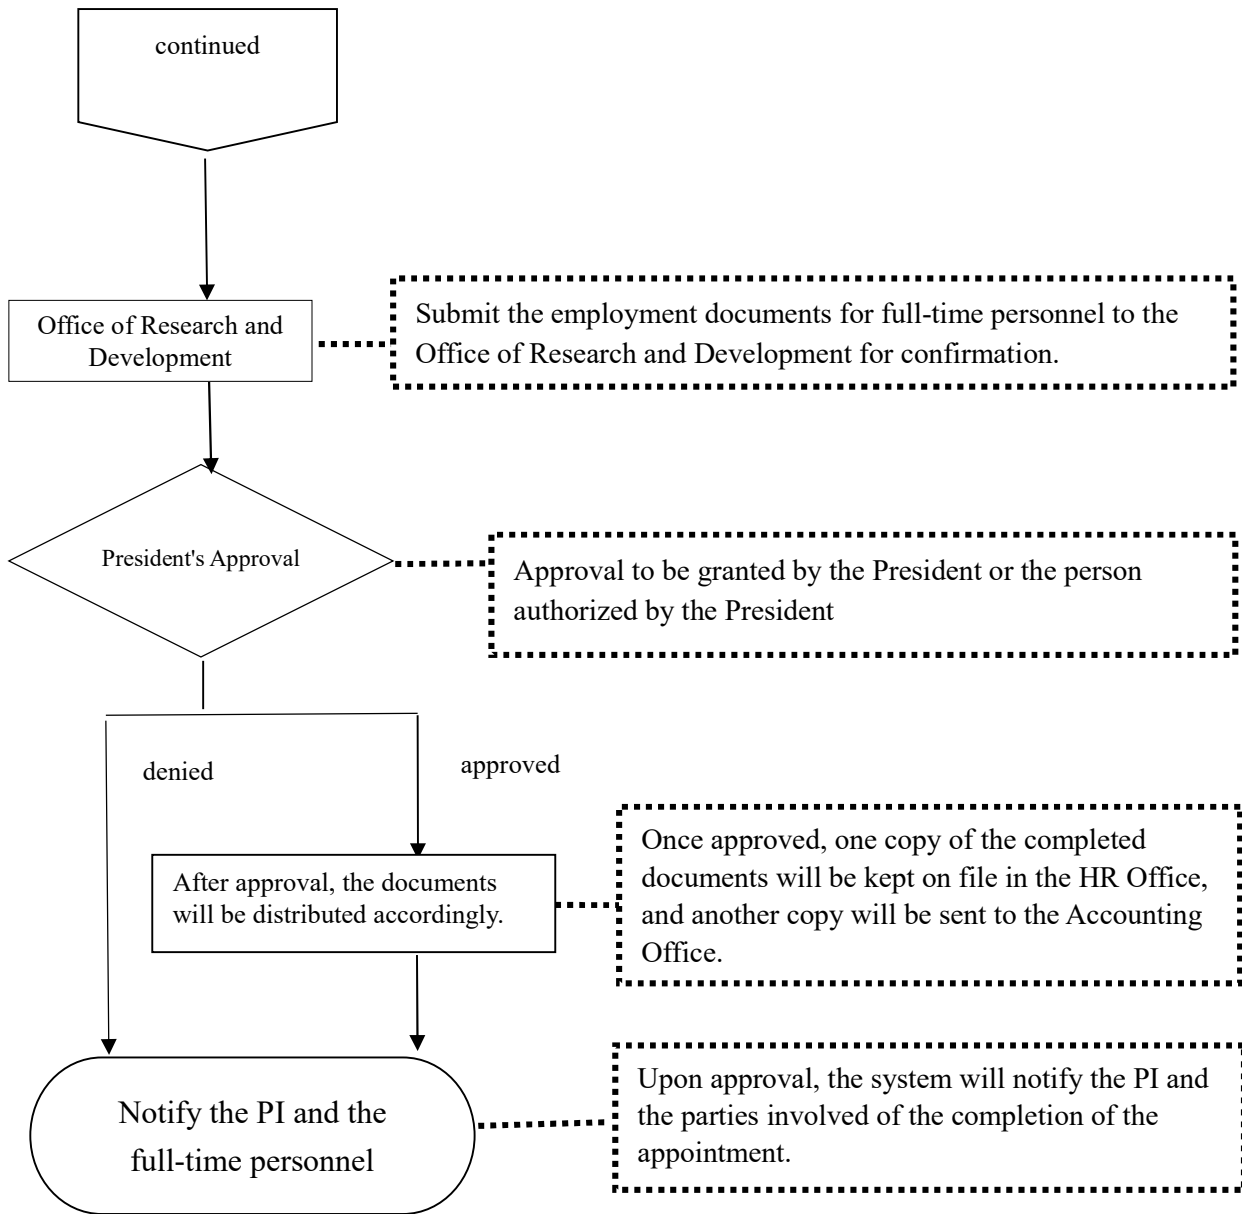 continued
Office of Research and
Development
Submit the employment documents for full-time personnel to the
Office of Research and Development for confirmation.
President's Approval
Approval to be granted by the President or the person
authorized by the President
denied
approved
After approval, the documents
will be distributed accordingly.
Once approved, one copy of the completed
documents will be kept on file in the HR Office,
and another copy will be sent to the Accounting
Office.
Notify the PI and the
full-time personnel
Upon approval, the system will notify the PI and
the parties involved of the completion of the
appointment.